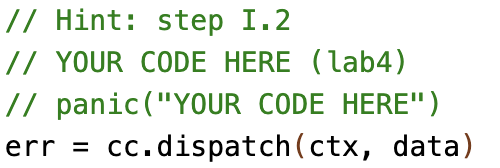 // Hint: step I.2
// YOUR CODE HERE (lab4)
// panic("YOUR CODE HERE")
err = cc.dispatch(ctx, data)